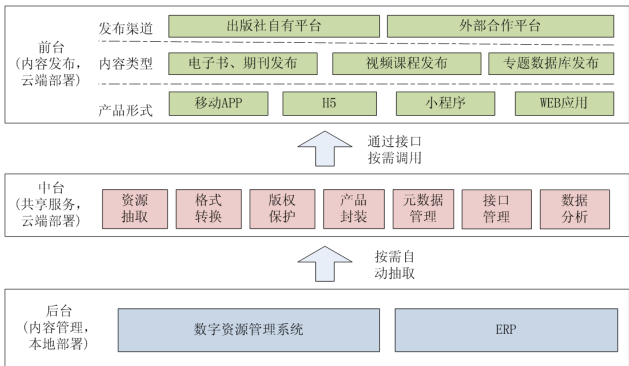 发布渠道
出版社自有平台
外部合作平台
前台
(内容发布,
云端部署)
内容类型
电子书、期刊发布
视频课程发布
专题数据库发布
产品形式
移动APP
H5
小程序
WEB应用
通过接口
按需调用
中台
(共享服务,
云端部署)
资源
抽取
格式
转换
版权
保护
产品
封装
元数据
管理
接口
管理
数据
分析
按需自
动抽取
后台
(内容管理,
本地部署)
数字资源管理系统
ERP